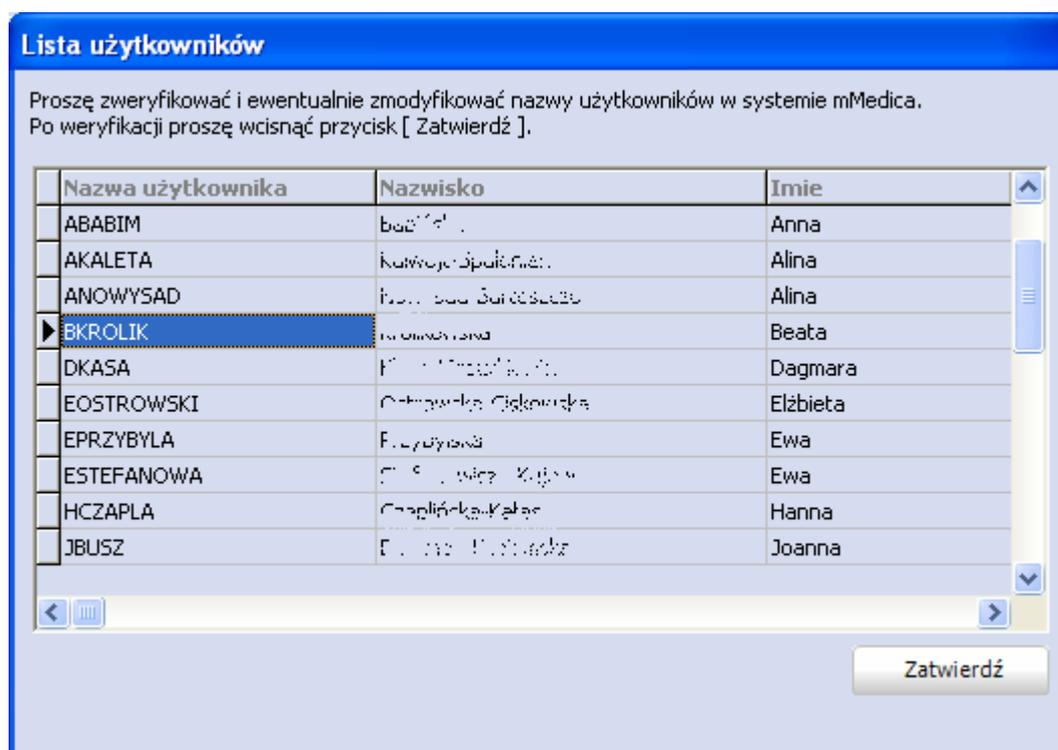 Lista użytkowników
Proszę zweryfikować i ewentualnie zmodyfikować nazwy użytkowników w systemie mMedica.
Po weryfikacji proszę wcisnąć przycisk [ Zatwierdź ].
Nazwa użytkownika Nazwisko Imie
ABABIM Anna
AKALETA Alina
ANOWYSAD Alina
BKROLIK Beata
DKASA Dagmara
EOSTROWSKI Elżbieta
EPRZYBYLA Ewa
ESTEFANOWA Ewa
HCZAPLA Hanna
JBUSZ Joanna
Zatwierdź